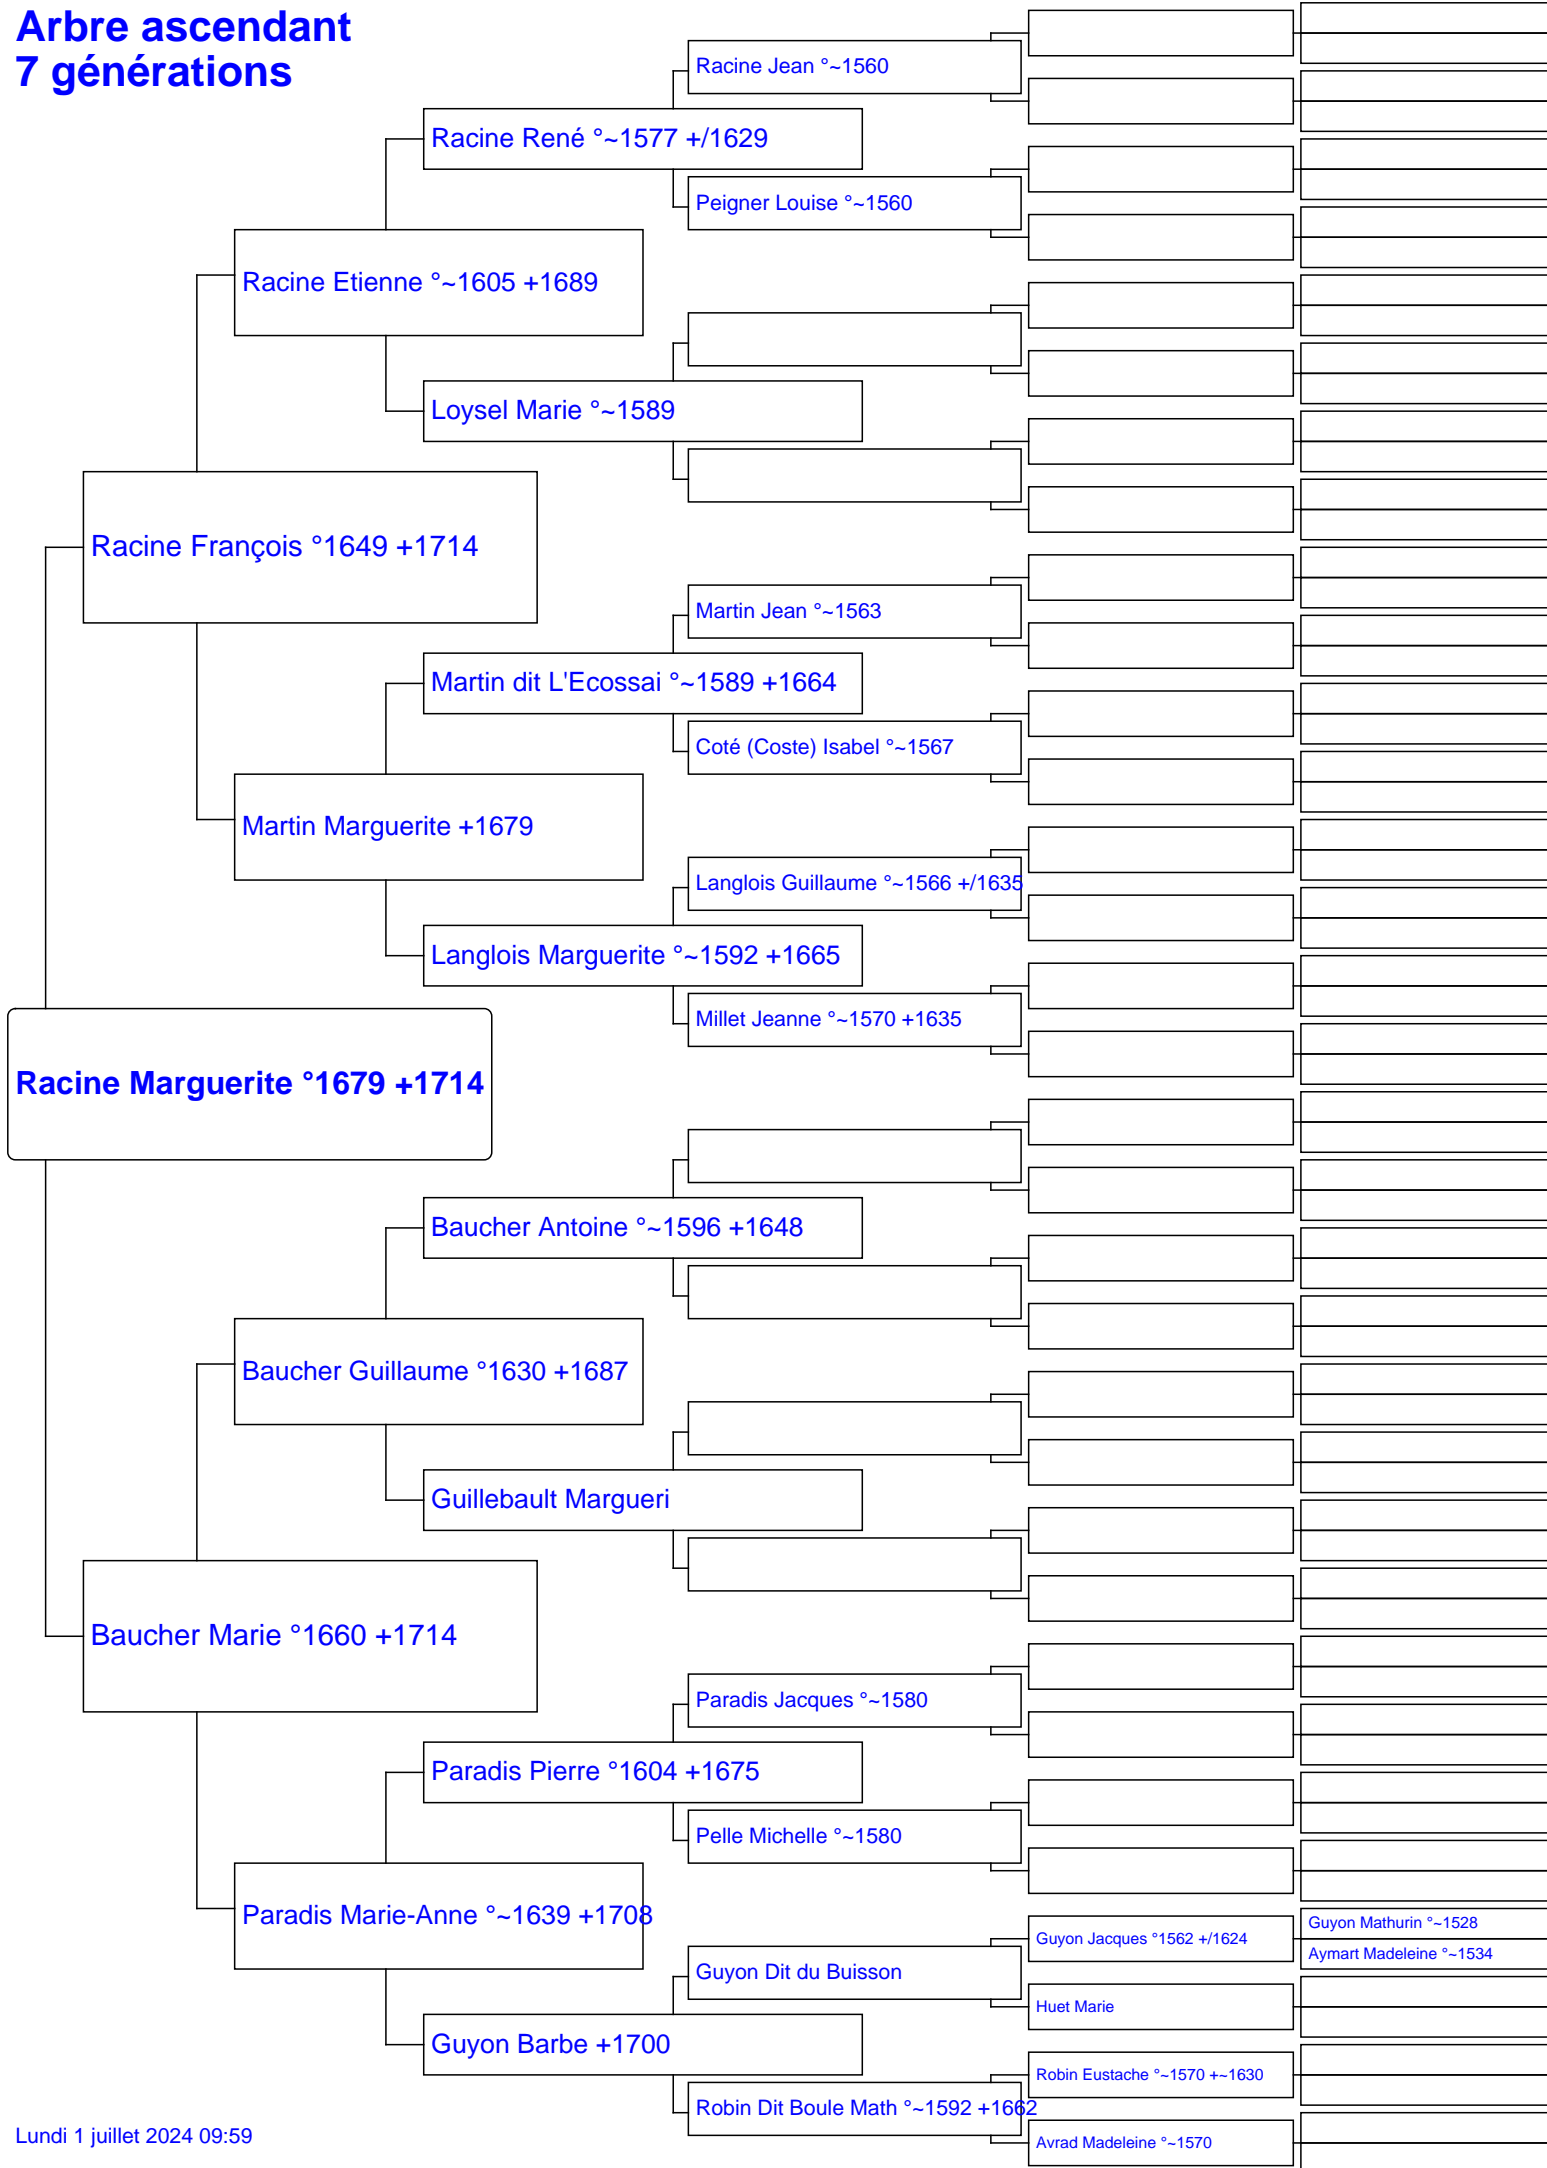 Arbre ascendant
7 générations
Racine Jean °~1560
Racine René °~1577 +/1629
Peigner Louise °~1560
Racine Etienne °~1605 +1689
Loysel Marie °~1589
Racine François °1649 +1714
Martin Jean °~1563
Martin dit L'Ecossai °~1589 +1664
Coté (Coste) Isabel °~1567
Martin Marguerite +1679
Langlois Guillaume °~1566 +/1635
Langlois Marguerite °~1592 +1665
Millet Jeanne °~1570 +1635
Racine Marguerite °1679 +1714
Baucher Antoine °~1596 +1648
Baucher Guillaume °1630 +1687
Guillebault Margueri
Baucher Marie °1660 +1714
Paradis Jacques °~1580
Paradis Pierre °1604 +1675
Pelle Michelle °~1580
Paradis Marie-Anne °~1639 +1708
Guyon Mathurin °~1528
Guyon Jacques °1562 +/1624
Aymart Madeleine °~1534
Guyon Dit du Buisson
Huet Marie
Guyon Barbe +1700
Robin Eustache °~1570 +~1630
Robin Dit Boule Math °~1592 +1662
Avrad Madeleine °~1570
Lundi 1 juillet 2024 09:59